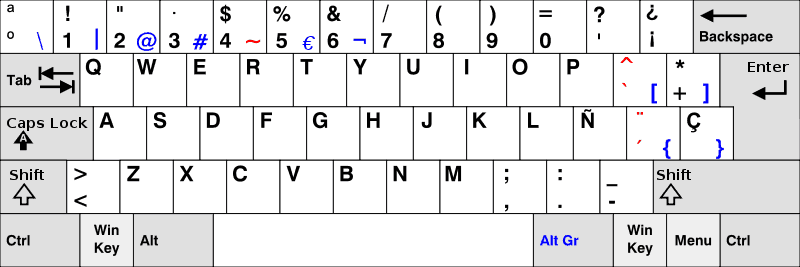 ª ! " · $ % & / ( ) = ? ¿
º \ 1 | 2 @ 3 # 4 ~ 5 € 6 ¬ 7 8 9 0 ' ¡ Backspace
Tab Q W E R T Y U I O P ^ ` [ * + ] Enter
Caps Lock A A S D F G H J K L Ñ ¨ ´ { Ç }
Shift > < Z X C V B N M ; , : . _ - Shift
Ctrl Win Key Alt Alt Gr Win Key Menu Ctrl